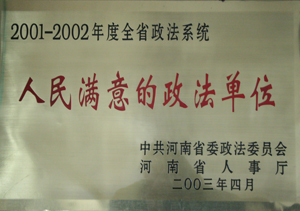 2001-2002年度全省政法系统
人民满意的政法单位
中共河南省委政法委员会
河南省人事厅
二〇〇三年四月